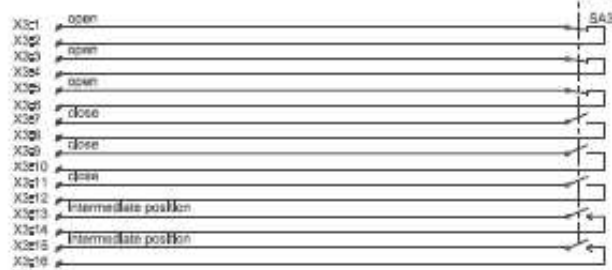 X3:1 open SA3
X3:2
X3:3 open
X3:4
X3:5 open
X3:6
X3:7 close
X3:8
X3:9 close
X3:10
X3:11 close
X3:12
X3:13 Intermediate position
X3:14
X3:15 Intermediate position
X3:16